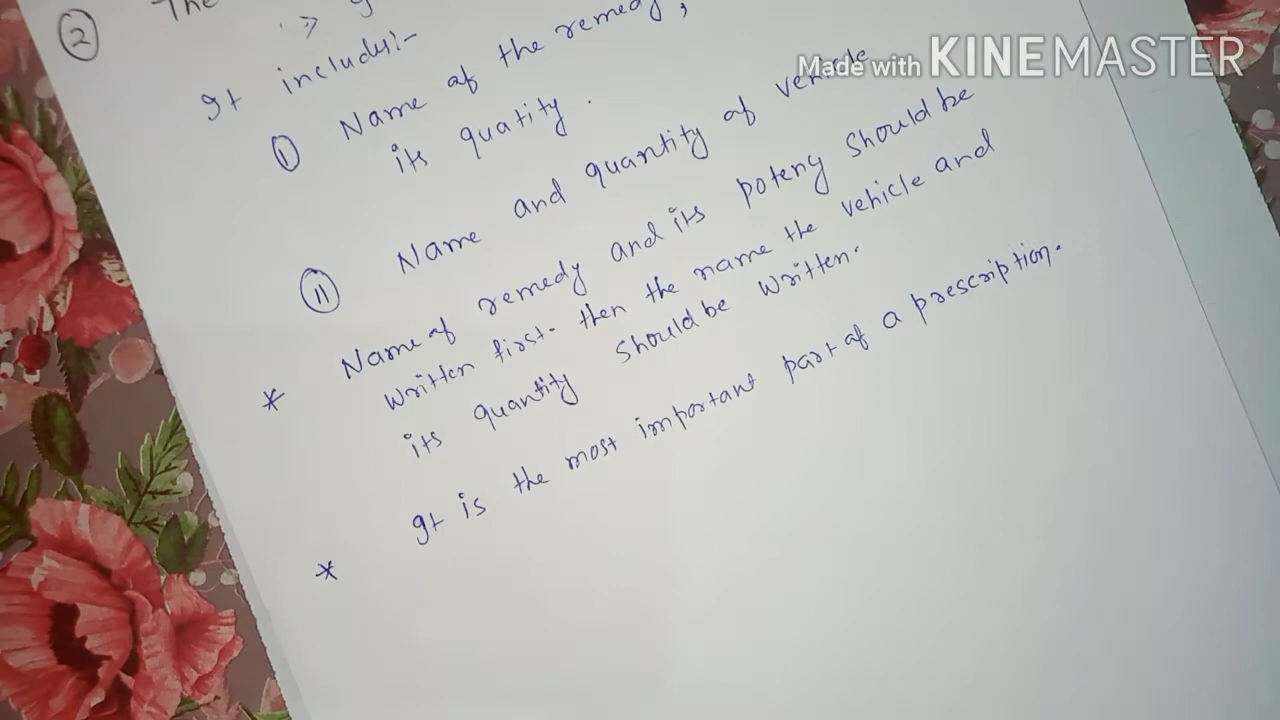 ② The
It includes:-
① Name of the remedy,
its quatity.
⑪ Name and quantity of vehicle
* Name of remedy and its poteny should be
written first. then the name the vehicle and
its quantity should be written.
* It is the most important part of a prescription.
Made with KINEMASTER